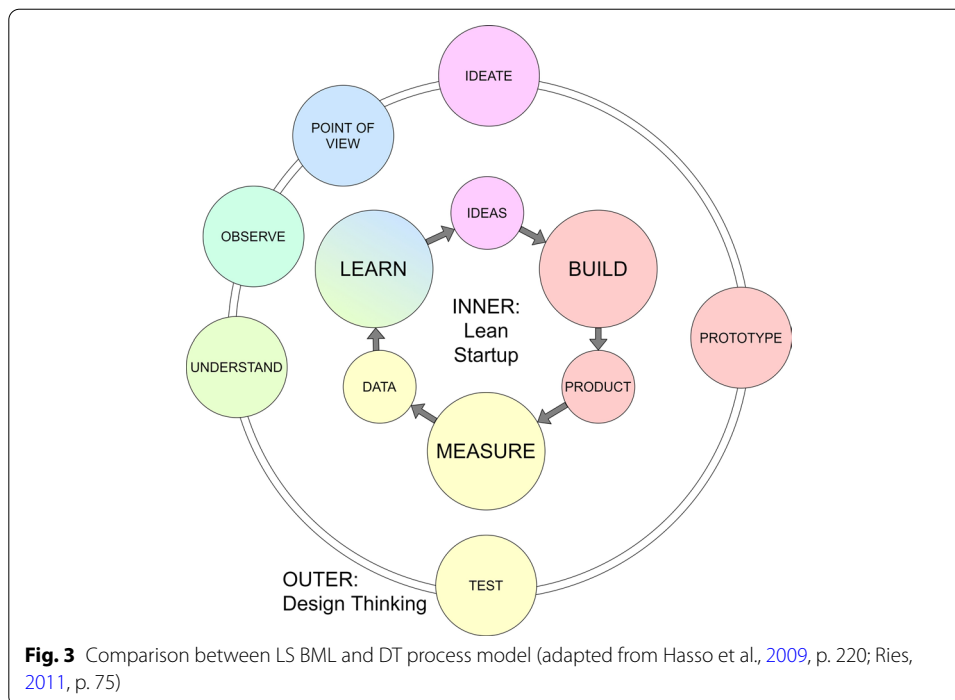 IDEATE
POINT OF
VIEW
IDEAS
OBSERVE
LEARN
BUILD
INNER:
Lean
Startup
PROTOTYPE
UNDERSTAND
DATA
PRODUCT
MEASURE
OUTER:
Design Thinking
TEST
Fig. 3 Comparison between LS BML and DT process model (adapted from Hasso et al., 2009, p. 220; Ries,
2011, p. 75)